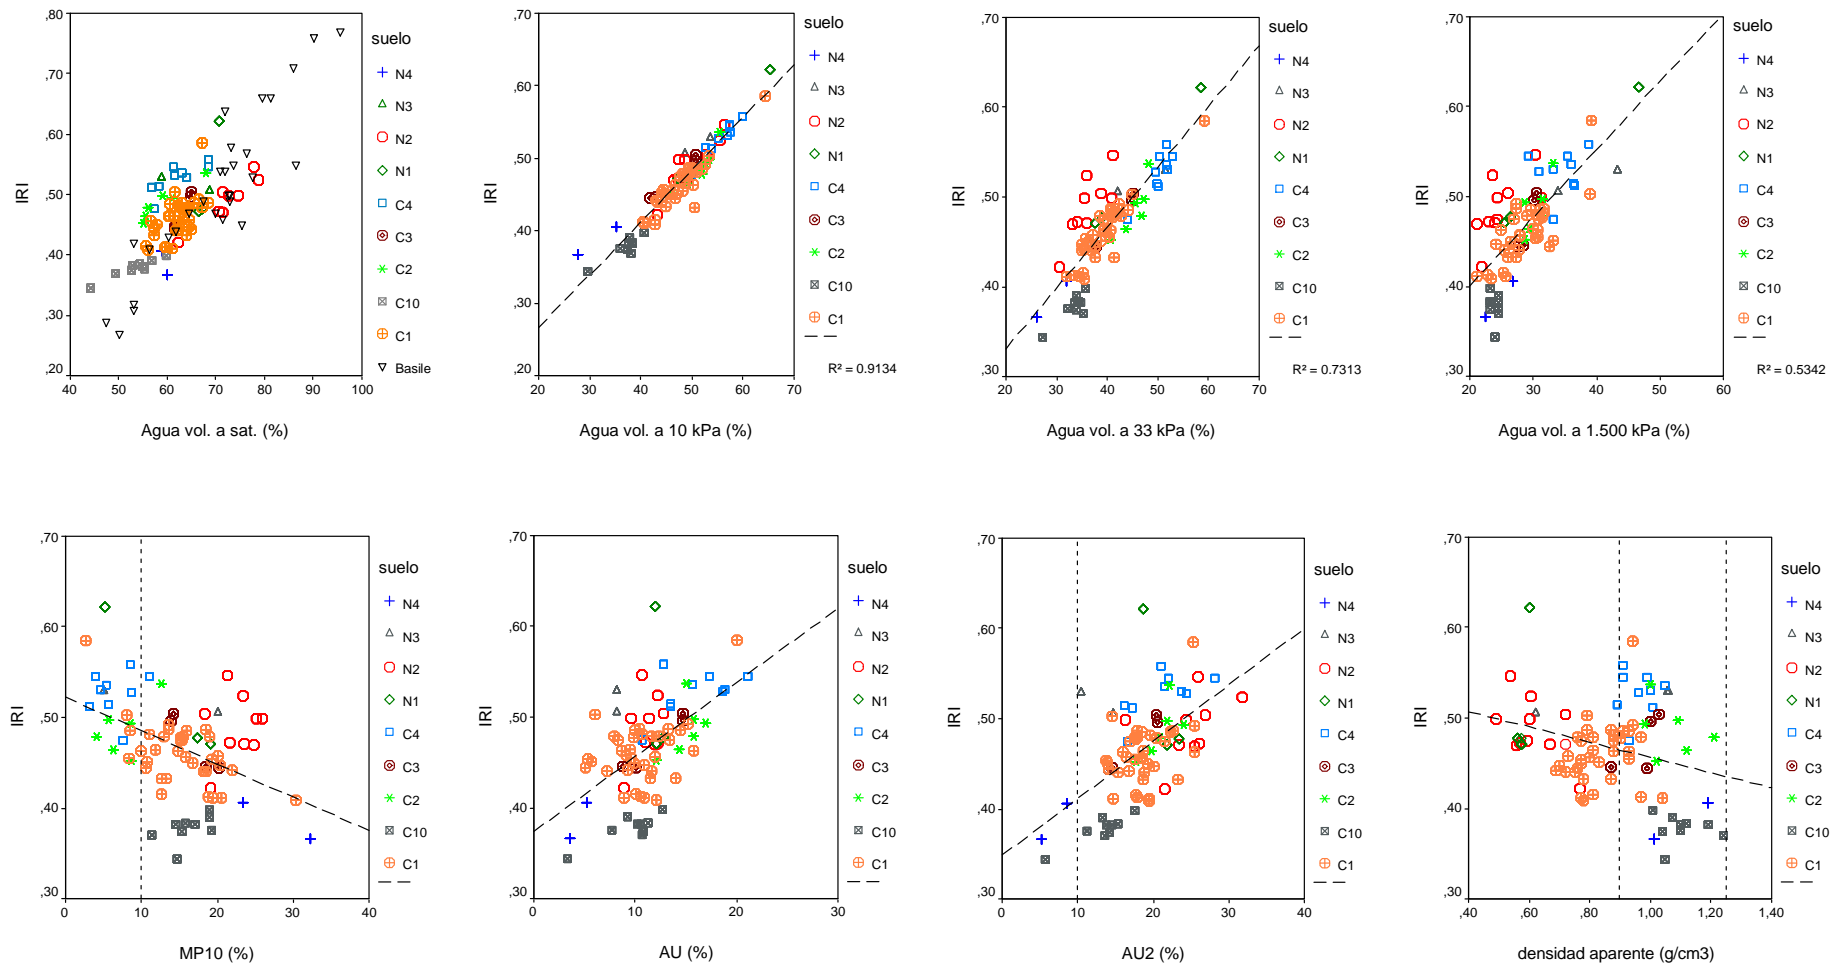 ,80
,70
,60
,50
,40
,30
,20
IRI
40 50 60 70 80 90 100
Agua vol. a sat. (%)
suelo
N4
N3
N2
N1
C4
C3
C2
C10
C1
Basile
,70
,60
,50
,40
,30
,20
IRI
20 30 40 50 60 70
Agua vol. a 10 kPa (%)
suelo
N4
N3
N2
N1
C4
C3
C2
C10
C1
R² = 0.9134
,70
,60
,50
,40
,30
IRI
20 30 40 50 60 70
Agua vol. a 33 kPa (%)
suelo
N4
N3
N2
N1
C4
C3
C2
C10
C1
R² = 0.7313
,70
,60
,50
,40
,30
IRI
20 30 40 50 60
Agua vol. a 1.500 kPa (%)
suelo
N4
N3
N2
N1
C4
C3
C2
C10
C1
R² = 0.5342
,70
,60
,50
,40
,30
IRI
0 10 20 30 40
MP10 (%)
suelo
N4
N3
N2
N1
C4
C3
C2
C10
C1
,70
,60
,50
,40
,30
IRI
0 10 20 30
AU (%)
suelo
N4
N3
N2
N1
C4
C3
C2
C10
C1
,70
,60
,50
,40
,30
IRI
0 10 20 30 40
AU2 (%)
suelo
N4
N3
N2
N1
C4
C3
C2
C10
C1
,70
,60
,50
,40
,30
IRI
,40 ,60 ,80 1,00 1,20 1,40
densidad aparente (g/cm3)
suelo
N4
N3
N2
N1
C4
C3
C2
C10
C1